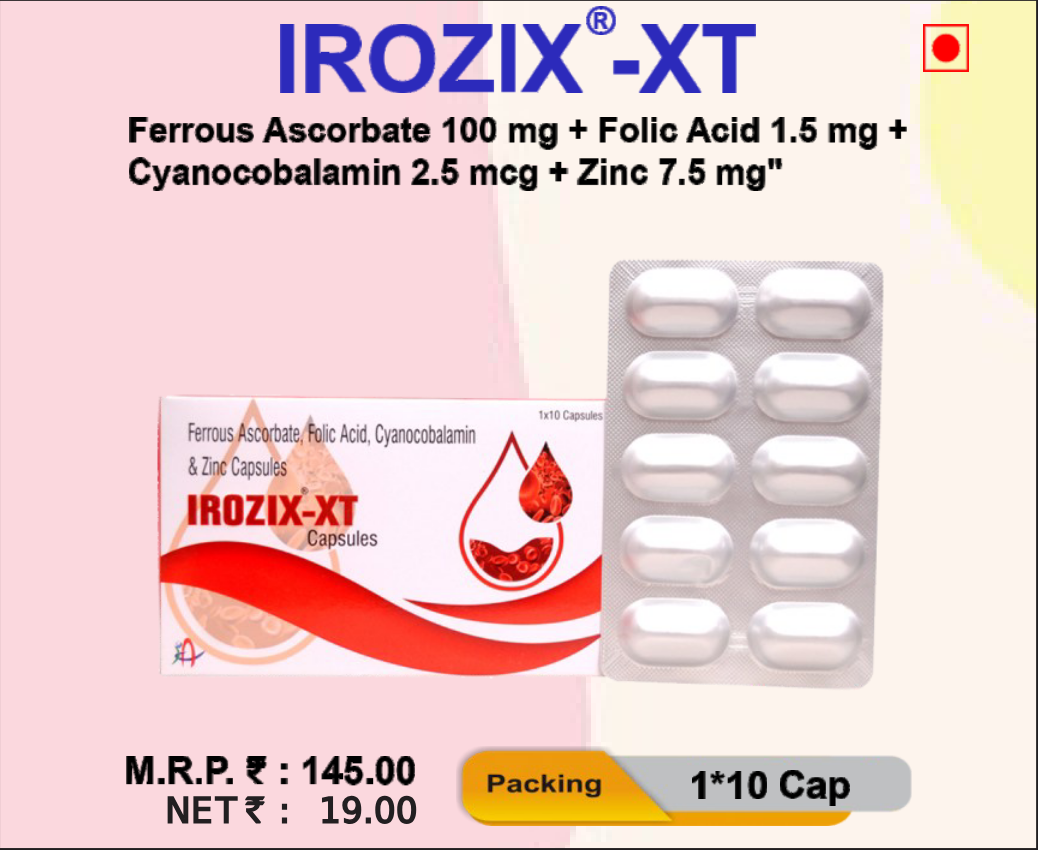 IROZIX®-XT
Ferrous Ascorbate 100 mg + Folic Acid 1.5 mg +
Cyanocobalamin 2.5 mcg + Zinc 7.5 mg"
1x10 Capsules
Ferrous Ascorbate, Folic Acid, Cyanocobalamin
& Zinc Capsules
IROZIX®-XT
Capsules
M.R.P. ₹ : 145.00
NET ₹ : 19.00
Packing
1*10 Cap